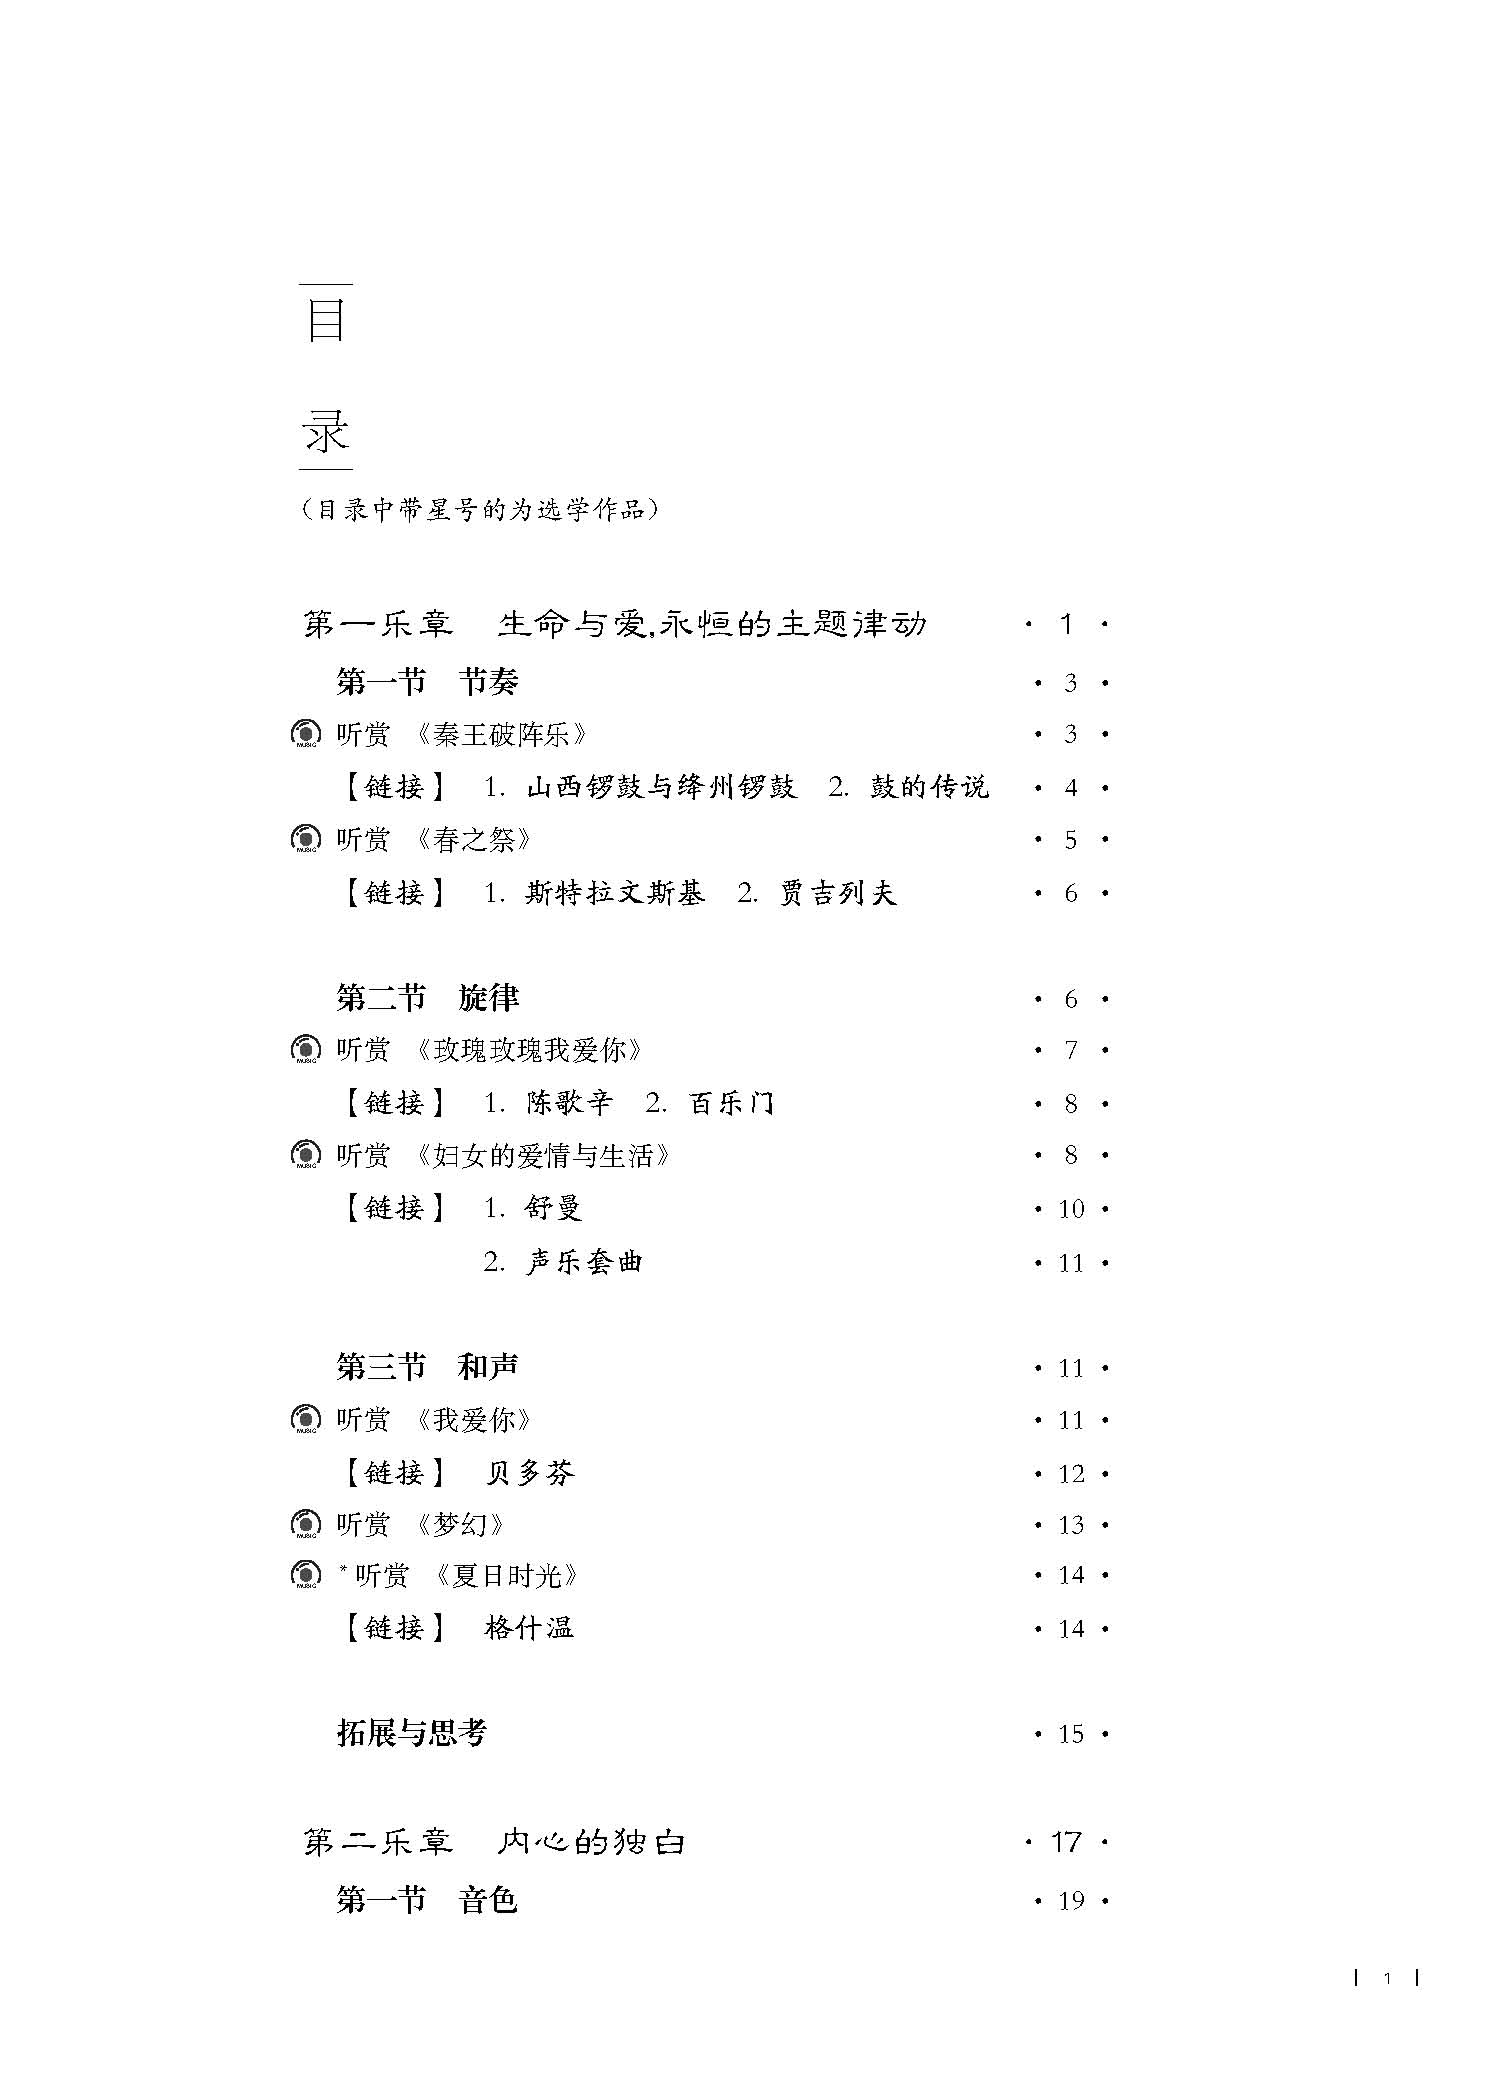 目
录
（目录中带星号的为选学作品）
第一乐章　生命与爱,永恒的主题律动 · 1 ·
第一节　节奏 · 3 ·
MUSIC 听赏 《秦王破阵乐》 · 3 ·
【链接】 1. 山西锣鼓与绛州锣鼓 2. 鼓的传说 · 4 ·
MUSIC 听赏 《春之祭》 · 5 ·
【链接】 1. 斯特拉文斯基 2. 贾吉列夫 · 6 ·
第二节　旋律 · 6 ·
MUSIC 听赏 《玫瑰玫瑰我爱你》 · 7 ·
【链接】 1. 陈歌辛 2. 百乐门 · 8 ·
MUSIC 听赏 《妇女的爱情与生活》 · 8 ·
【链接】 1. 舒曼 · 10 ·
2. 声乐套曲 · 11 ·
第三节　和声 · 11 ·
MUSIC 听赏 《我爱你》 · 11 ·
【链接】 贝多芬 · 12 ·
MUSIC 听赏 《梦幻》 · 13 ·
MUSIC *听赏 《夏日时光》 · 14 ·
【链接】 格什温 · 14 ·
拓展与思考 · 15 ·
第二乐章　内心的独白 · 17 ·
第一节　音色 · 19 ·
| 1 |